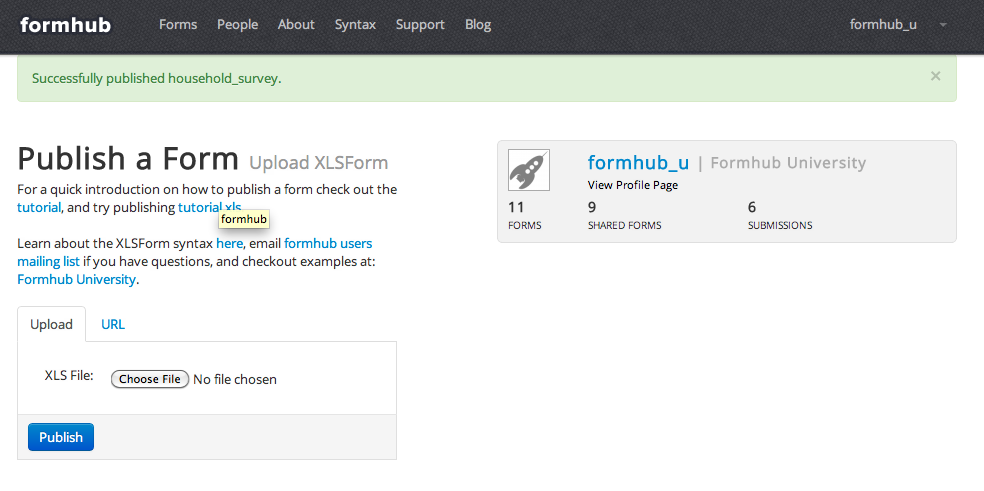 formhub Forms People About Syntax Support Blog formhub_u
Successfully published household_survey. ×
Publish a Form Upload XLSForm
For a quick introduction on how to publish a form check out the
tutorial, and try publishing tutorial.xls
formhub
Learn about the XLSForm syntax here, email formhub users
mailing list if you have questions, and checkout examples at:
Formhub University.
Upload URL
XLS File: Choose File No file chosen
Publish
formhub_u | Formhub University
View Profile Page
11 9 6
FORMS SHARED FORMS SUBMISSIONS